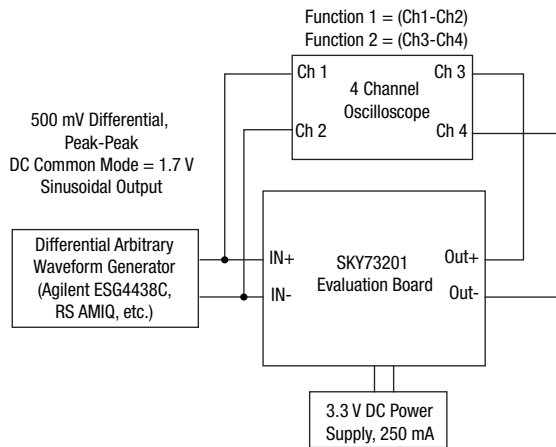 Function 1 = (Ch1-Ch2)
Function 2 = (Ch3-Ch4)
Ch 1
Ch 3
4 Channel
Oscilloscope
Ch 2
Ch 4
500 mV Differential,
Peak-Peak
DC Common Mode = 1.7 V
Sinusoidal Output
Differential Arbitrary
Waveform Generator
(Agilent ESG4438C,
RS AMIQ, etc.)
IN+
IN-
SKY73201
Evaluation Board
Out+
Out-
3.3 V DC Power
Supply, 250 mA